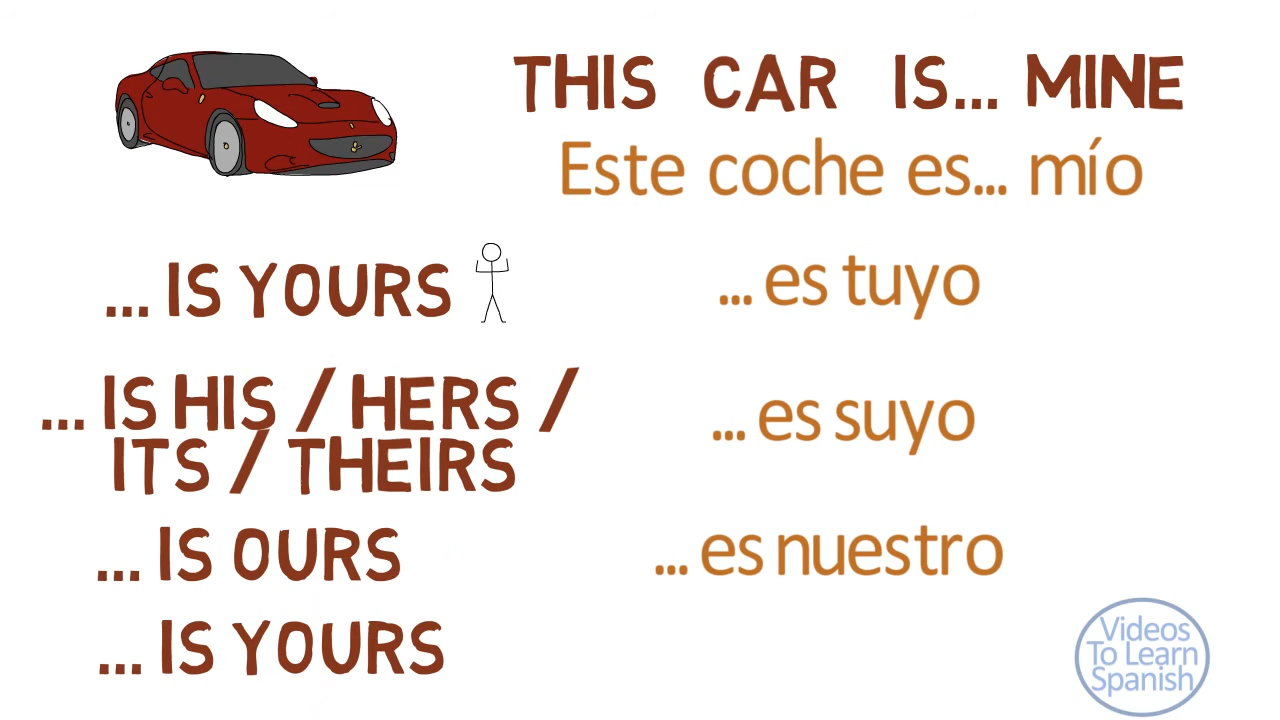 THIS CAR IS... MINE
Este coche es... mío
... IS YOURS
... es tuyo
... IS HIS / HERS /
ITS / THEIRS
... es suyo
... IS OURS
... es nuestro
... IS YOURS
Videos
To Learn
Spanish